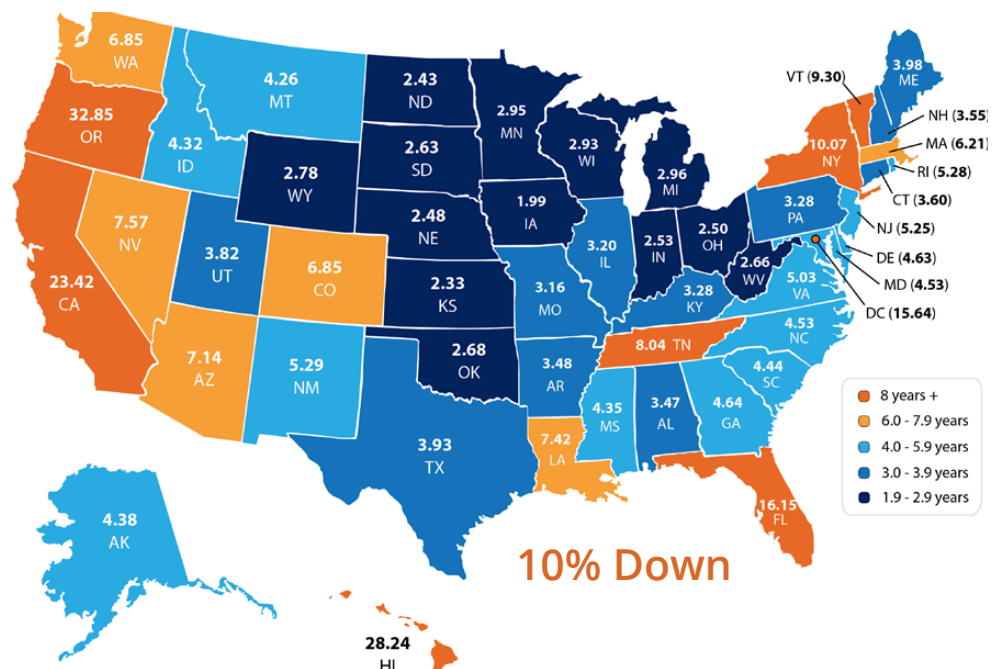 6.85
WA
32.85
OR
23.42
CA
7.57
NV
4.32
ID
4.26
MT
2.78
WY
3.82
UT
6.85
CO
7.14
AZ
5.29
NM
2.43
ND
2.63
SD
2.48
NE
2.33
KS
2.68
OK
3.93
TX
2.95
MN
1.99
IA
3.16
MO
3.48
AR
7.42
LA
2.93
WI
3.20
IL
2.96
MI
2.53
IN
2.50
OH
3.28
KY
8.04 TN
4.35
MS
3.47
AL
4.64
GA
16.15
FL
4.44
SC
4.53
NC
5.03
VA
2.66
WV
3.28
PA
10.07
NY
3.98
ME
VT (9.30)
NH (3.55)
MA (6.21)
RI (5.28)
CT (3.60)
NJ (5.25)
DE (4.63)
MD (4.53)
DC (15.64)
8 years +
6.0 - 7.9 years
4.0 - 5.9 years
3.0 - 3.9 years
1.9 - 2.9 years
4.38
AK
28.24
HI
10% Down